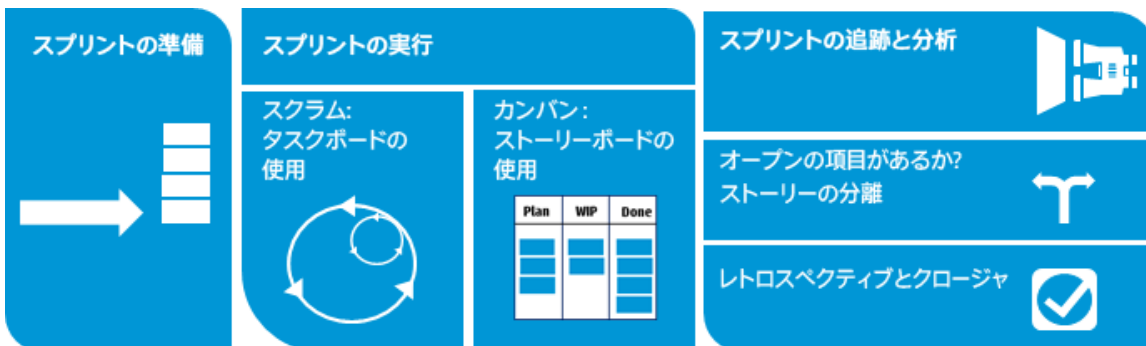 スプリントの準備
スプリントの実行
スクラム:
タスクボードの
使用
カンバン:
ストーリーボードの
使用
Plan WIP Done
スプリントの追跡と分析
オープンの項目があるか?
ストーリーの分離
レトロスペクティブとクロージャ